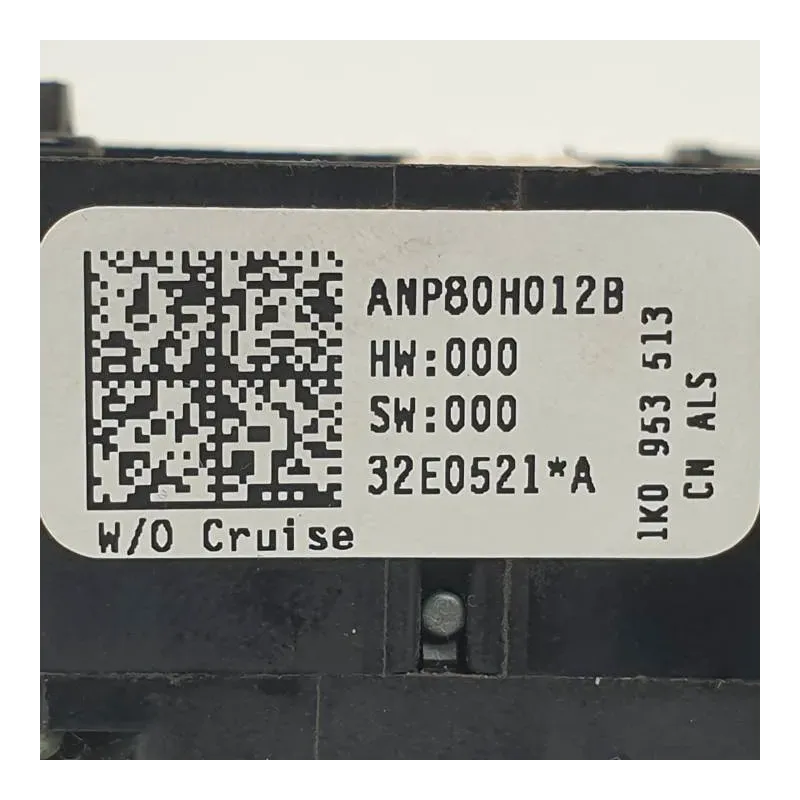 ANP80H012B
HW:000
SW:000
32E0521*A
W/O Cruise
1K0 953 513
CN ALS